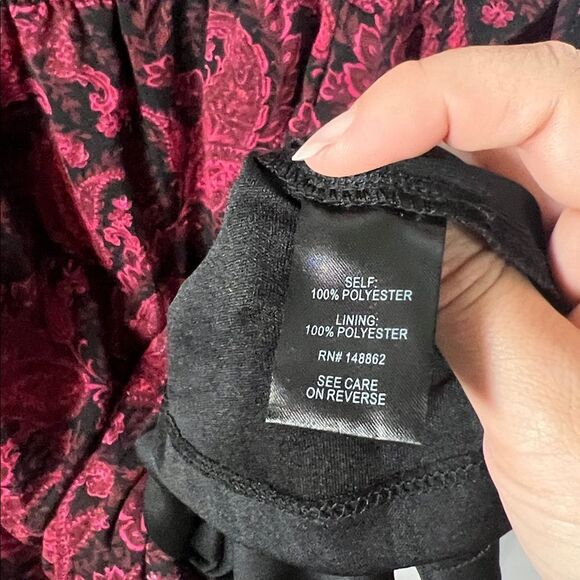 SELF:
100% POLYESTER
LINING:
100% POLYESTER
RN# 148862
SEE CARE
ON REVERSE